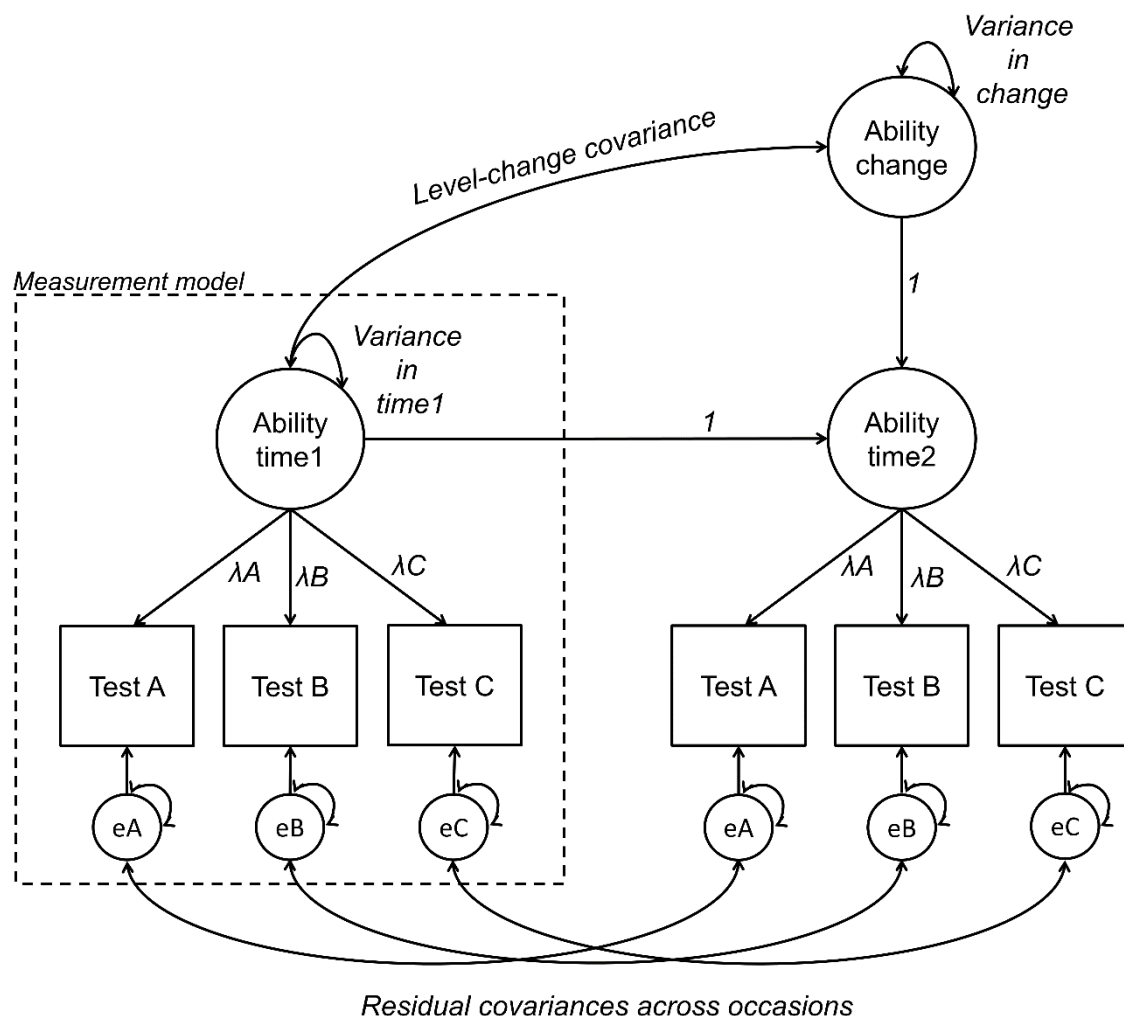 Variance
in
change
Ability
change
Level-change covariance
1
Measurement model
Variance
in
time1
Ability
time1
1
Ability
time2
λA
λB
λC
λA
λB
λC
Test A
Test B
Test C
Test A
Test B
Test C
eA
eB
eC
eA
eB
eC
Residual covariances across occasions